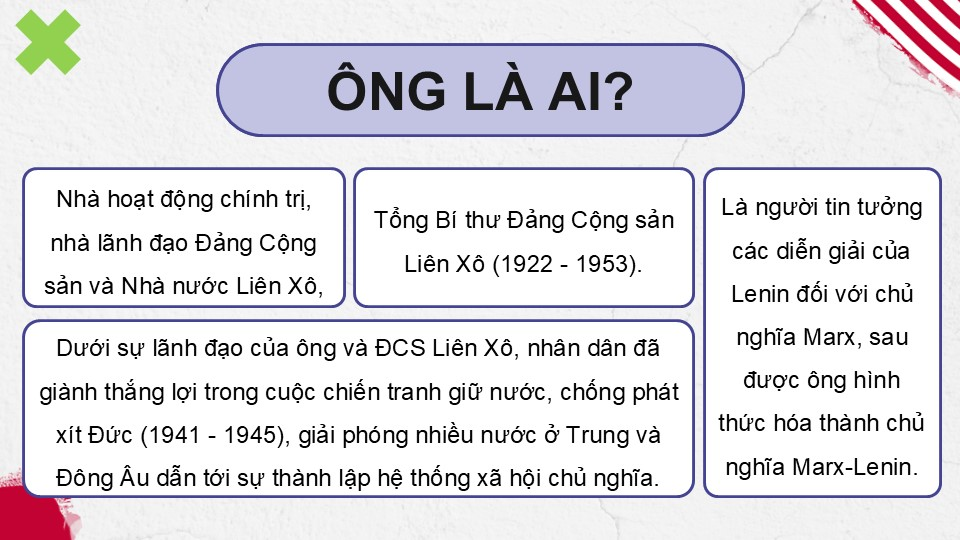 ÔNG LÀ AI?
Nhà hoạt động chính trị,
nhà lãnh đạo Đảng Cộng
sản và Nhà nước Liên Xô,
Tổng Bí thư Đảng Cộng sản
Liên Xô (1922 - 1953).
Là người tin tưởng
các diễn giải của
Lenin đối với chủ
nghĩa Marx, sau
được ông hình
thức hóa thành chủ
nghĩa Marx-Lenin.
Dưới sự lãnh đạo của ông và ĐCS Liên Xô, nhân dân đã
giành thắng lợi trong cuộc chiến tranh giữ nước, chống phát
xít Đức (1941 - 1945), giải phóng nhiều nước ở Trung và
Đông Âu dẫn tới sự thành lập hệ thống xã hội chủ nghĩa.